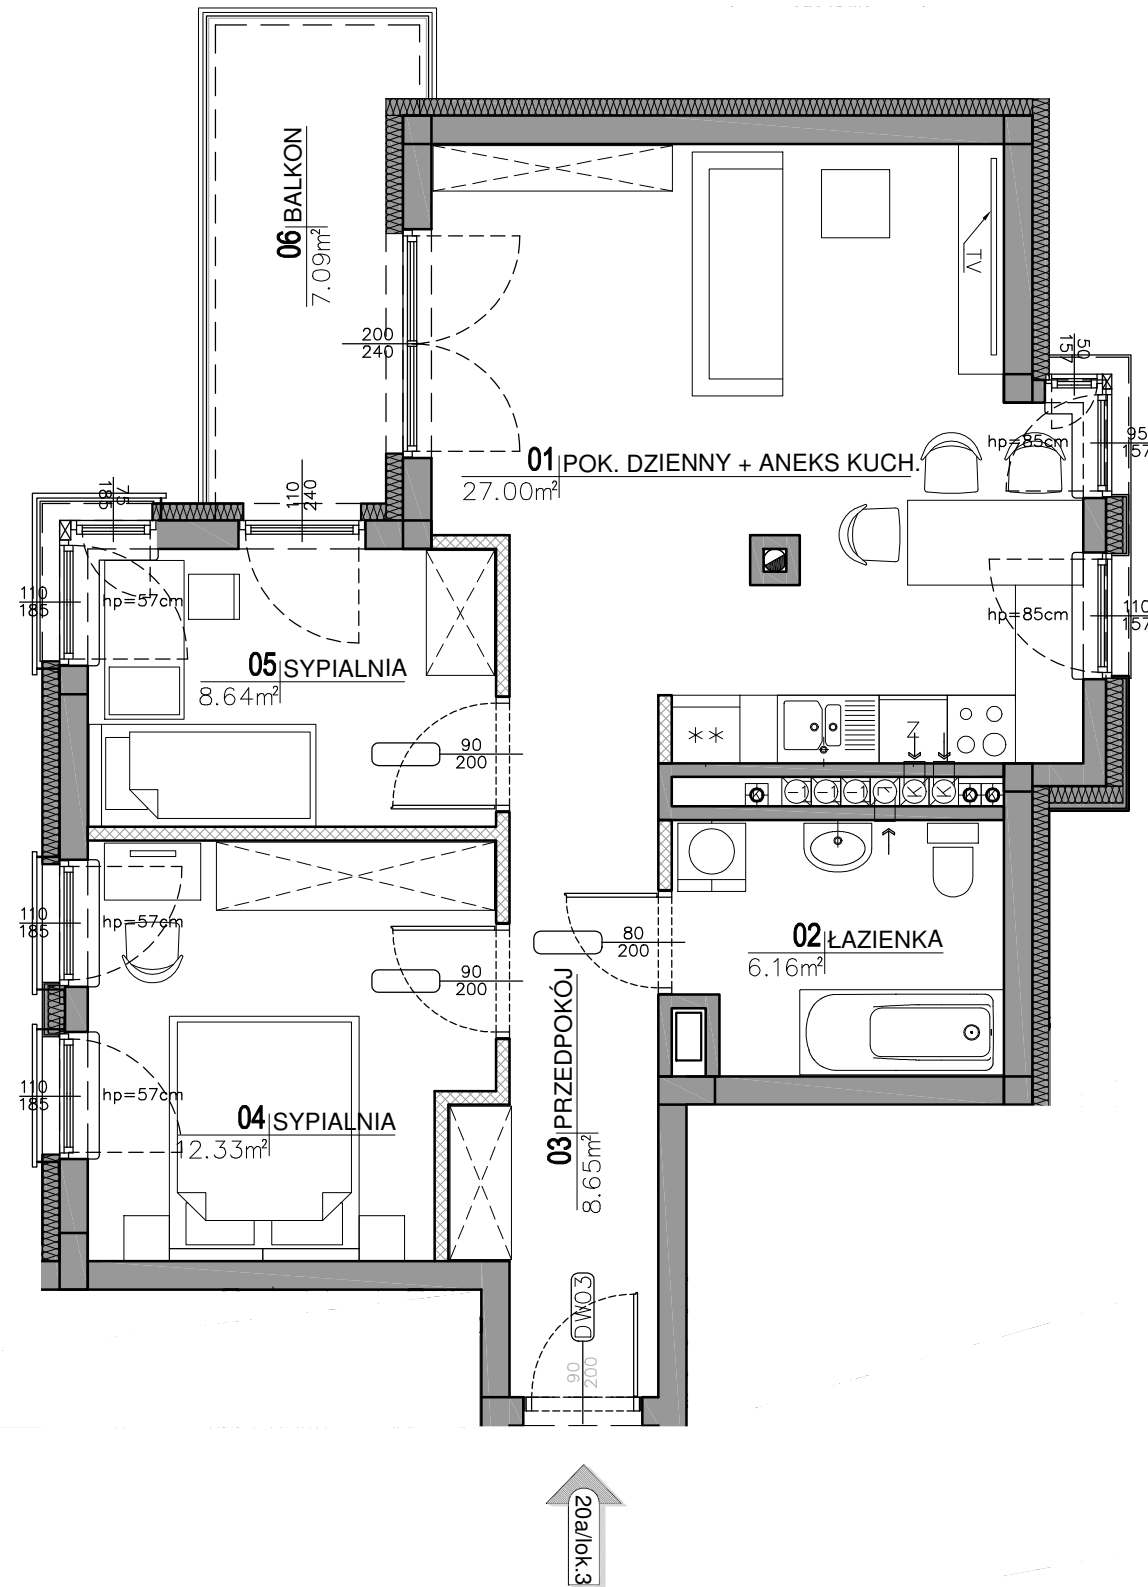 06 BALKON
7.09m²
TV
200
240
50
157
01 POK. DZIENNY + ANEKS KUCH.
27.00m²
hp=85cm
95
157
75
185
110
240
110
185
hp=57cm
hp=85cm
110
157
05 SYPIALNIA
8.64m²
90
200
**
Z
L1
L1
L1
Ł
K
K
110
185
hp=57cm
80
200
02 ŁAZIENKA
6.16m²
90
200
03 PRZEDPOKÓJ
8.65m²
110
185
hp=57cm
04 SYPIALNIA
12.33m²
DW03
90
200
20a/lok.3